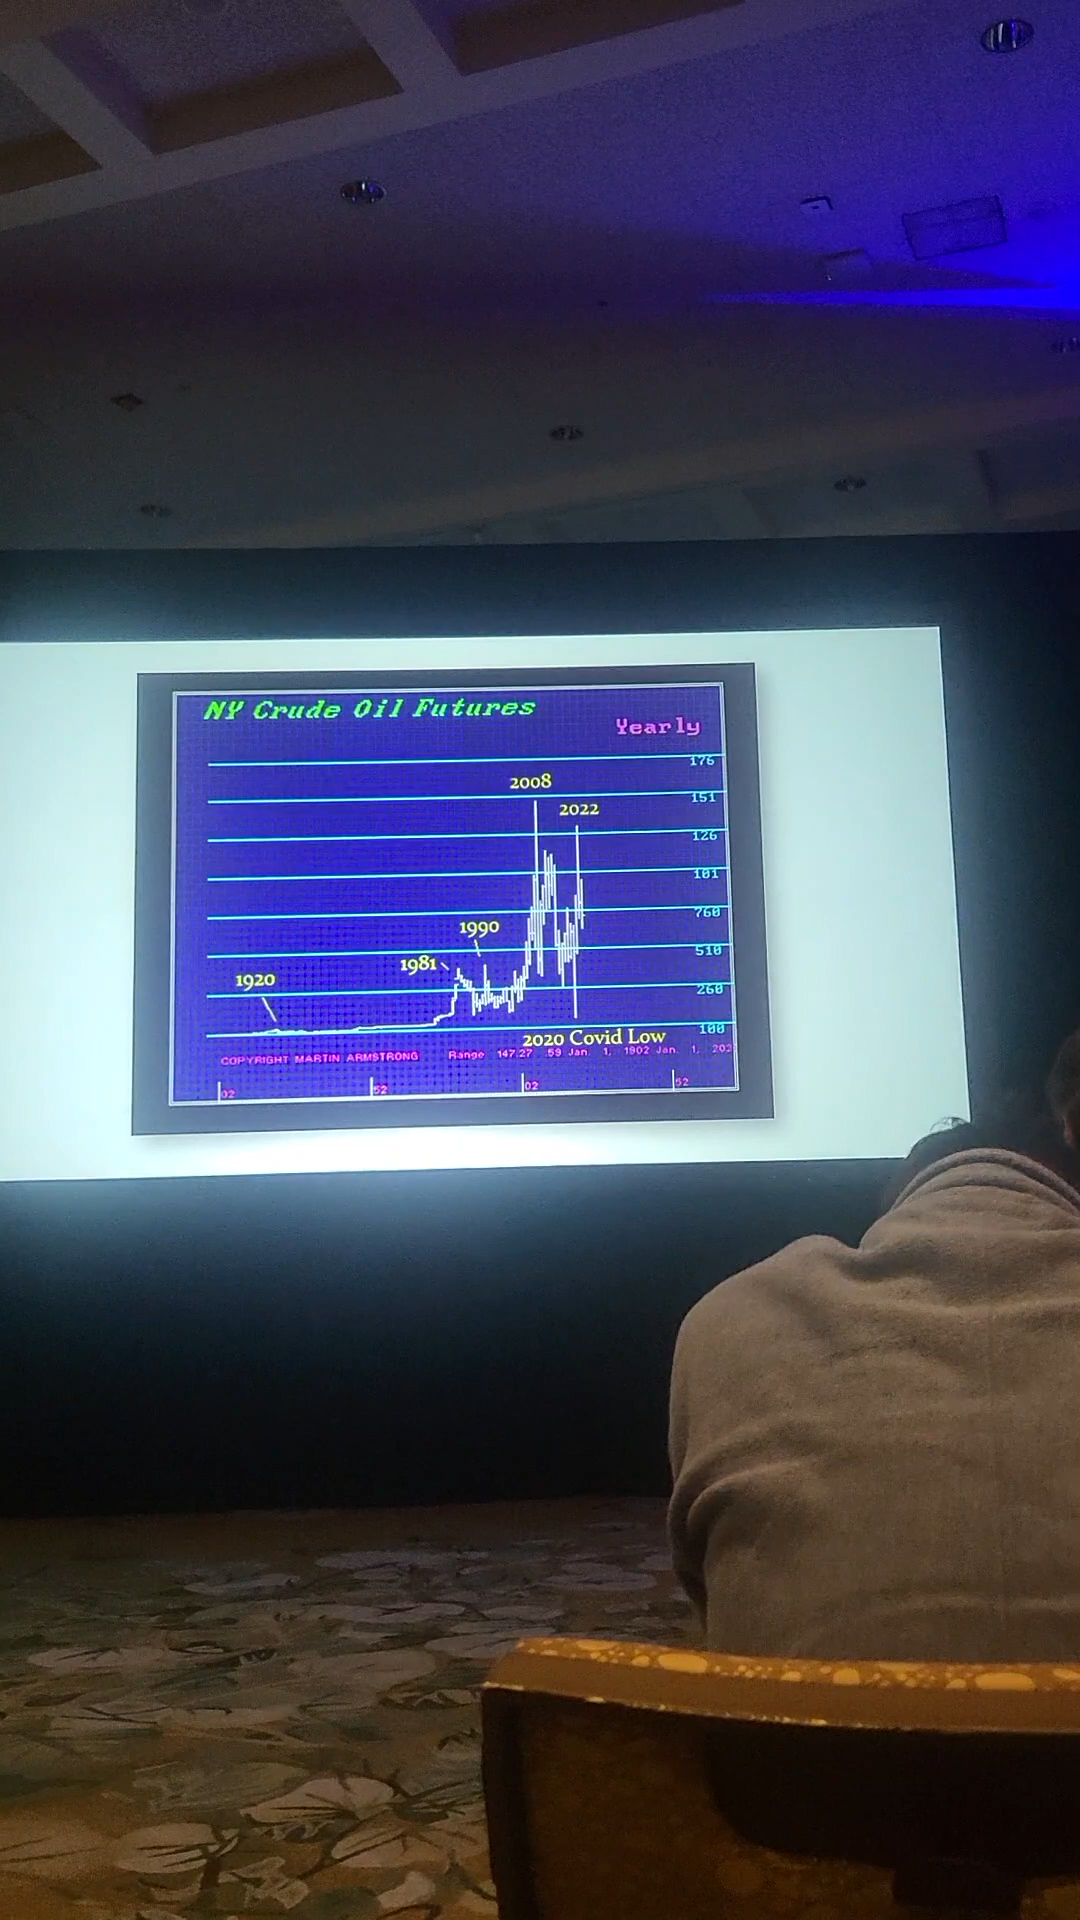 NY Crude Oil Futures
Yearly
176
2008
151
2022
126
101
760
1990
510
1981
1920
260
100
2020 Covid Low
COPYRIGHT MARTIN ARMSTRONG Range 147.27 .59 Jan. 1, 1902 Jan. 1, 202
02 52 02 52